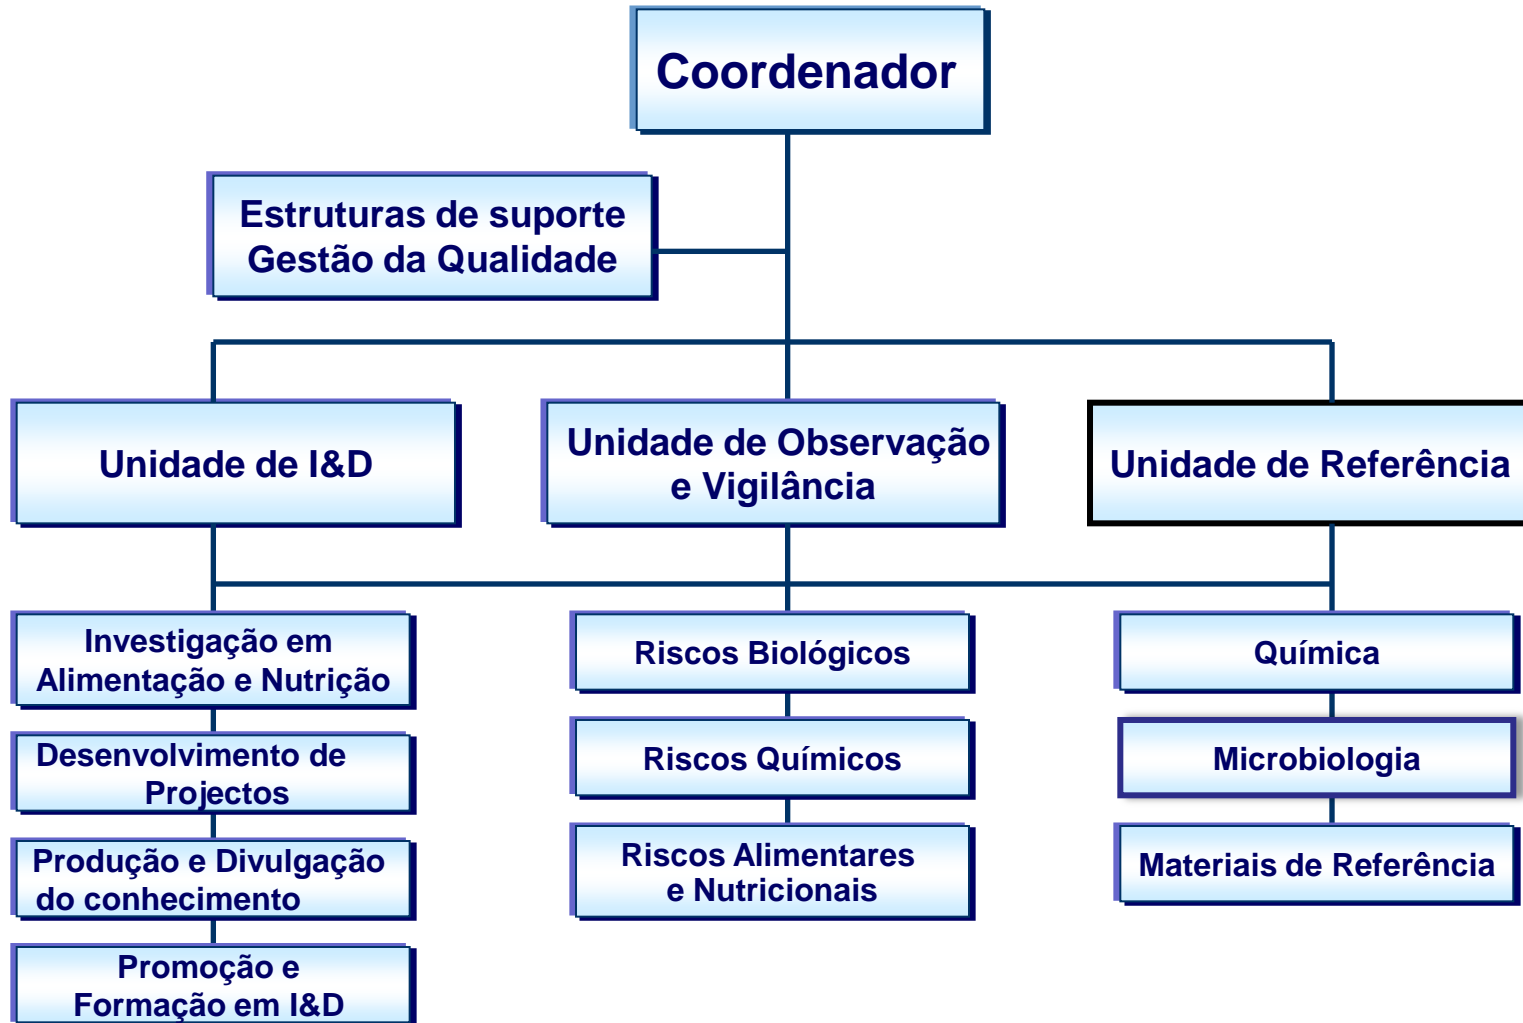 Coordenador
Estruturas de suporte
Gestão da Qualidade
Unidade de I&D
Unidade de Observação
e Vigilância
Unidade de Referência
Investigação em
Alimentação e Nutrição
Desenvolvimento de
Projectos
Produção e Divulgação
do conhecimento
Promoção e
Formação em I&D
Riscos Biológicos
Riscos Químicos
Riscos Alimentares
e Nutricionais
Química
Microbiologia
Materiais de Referência